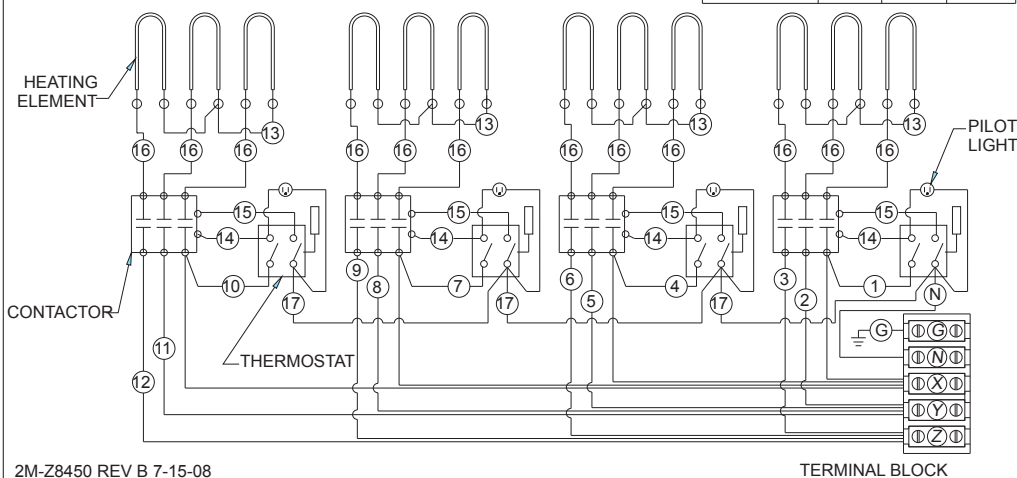 HEATING
ELEMENT
13 13 13 13
PILOT
LIGHT
16 16 16 16 16 16 16 16 16 16 16 16
15 15 15 15
14 14 14 14
9 6 3
10 8 7 5 4 2 1 N
17 17 17
CONTACTOR
11
THERMOSTAT
12
G G
N
X
Y
Z
2M-Z8450 REV B 7-15-08
TERMINAL BLOCK